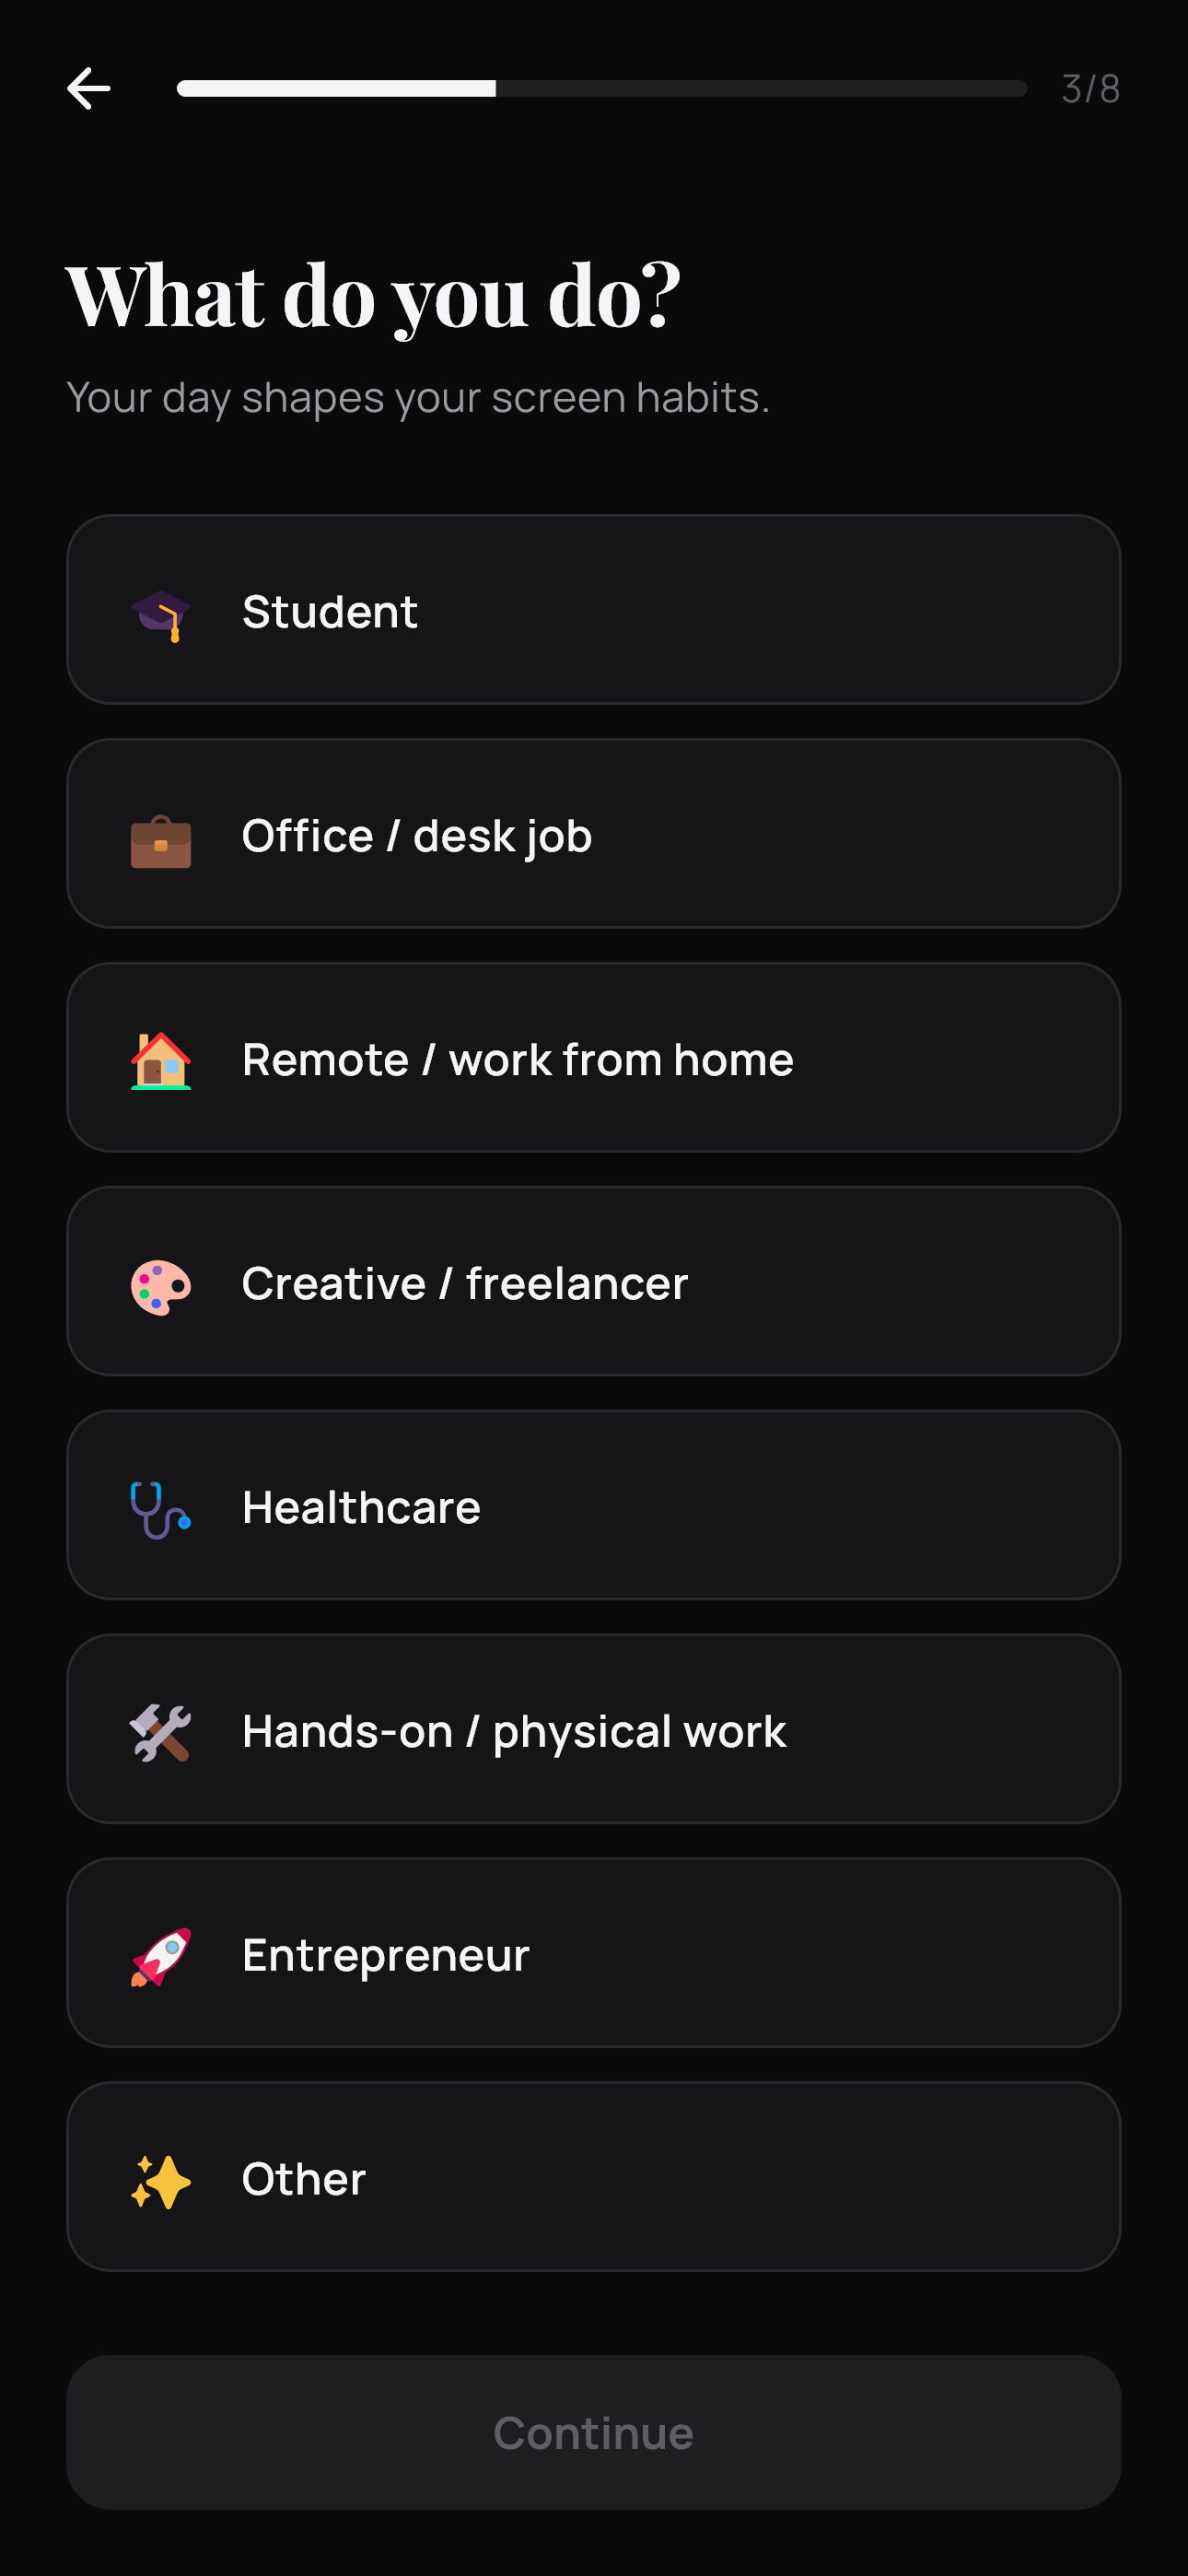 3/8
What do you do?
Your day shapes your screen habits.
Student
Office / desk job
Remote / work from home
Creative / freelancer
Healthcare
Hands-on / physical work
Entrepreneur
Other
Continue